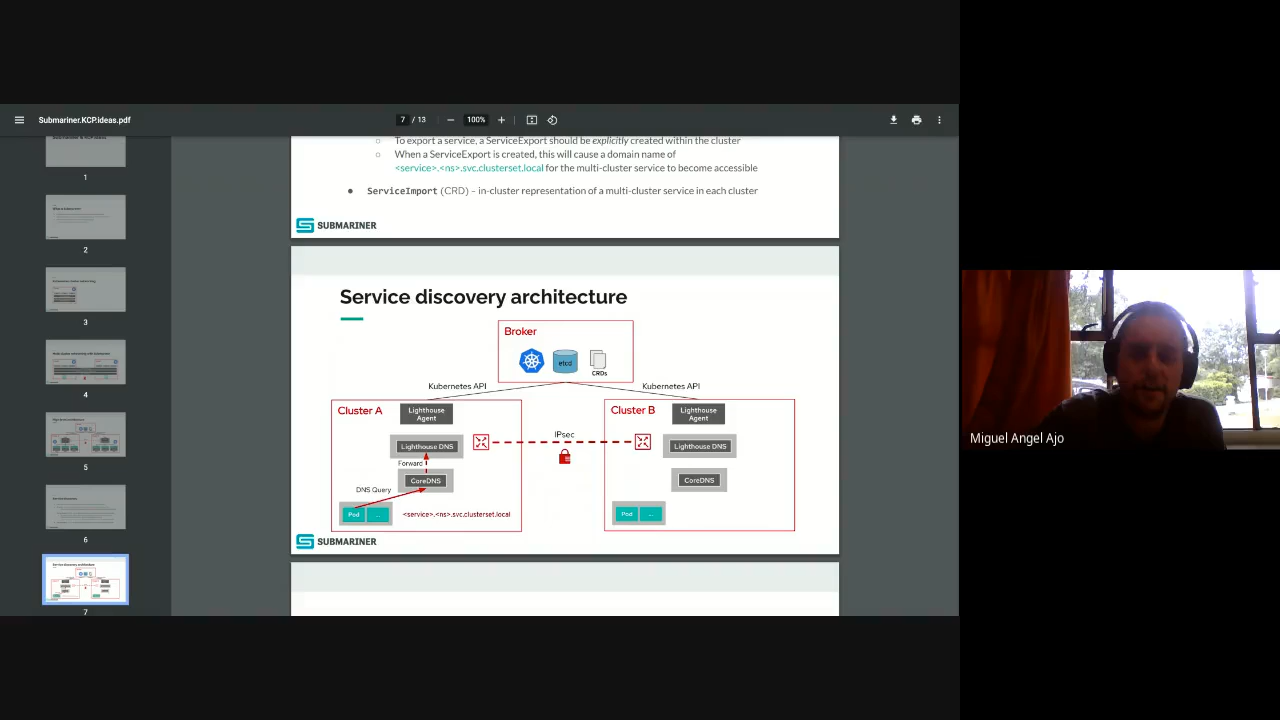 Submariner.KCP.ideas.pdf
7 / 13
100%
1
2
3
4
5
6
7
To export a service, a ServiceExport should be explicitly created within the cluster
When a ServiceExport is created, this will cause a domain name of
<service>.<ns>.svc.clusterset.local for the multi-cluster service to become accessible
ServiceImport (CRD) – in-cluster representation of a multi-cluster service in each cluster
SUBMARINER
Service discovery architecture
Broker
etcd
CRDs
Kubernetes API
Kubernetes API
Cluster A
Lighthouse
Agent
Lighthouse DNS
Forward
CoreDNS
DNS Query
Pod
...
<service>.<ns>.svc.clusterset.local
IPsec
Cluster B
Lighthouse
Agent
Lighthouse DNS
CoreDNS
Pod
...
SUBMARINER
Miguel Angel Ajo